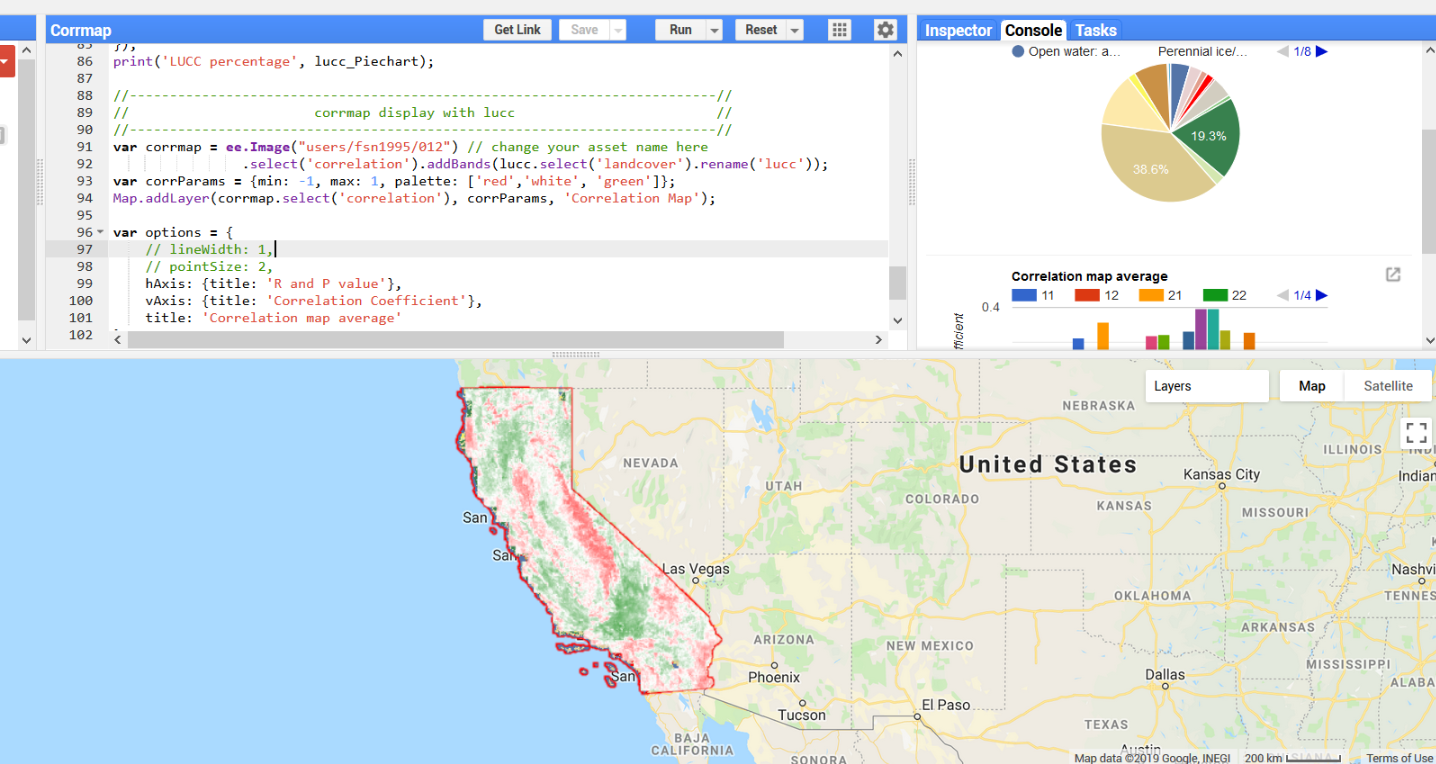 Corrmap
Get Link
Save
Run
Reset
Inspector
Console
Tasks
85 });
86 print('LUCC percentage', lucc_Piechart);
87
88 //-------------------------------------------------------------------------//
89 // corrmap display with lucc //
90 //-------------------------------------------------------------------------//
91 var corrmap = ee.Image("users/fsn1995/012") // change your asset name here
92 .select('correlation').addBands(lucc.select('landcover').rename('lucc'));
93 var corrParams = {min: -1, max: 1, palette: ['red','white', 'green']};
94 Map.addLayer(corrmap.select('correlation'), corrParams, 'Correlation Map');
95
96 var options = {
97 // lineWidth: 1,
98 // pointSize: 2,
99 hAxis: {title: 'R and P value'},
100 vAxis: {title: 'Correlation Coefficient'},
101 title: 'Correlation map average'
102
Open water: a...
Perennial ice/...
1/8
19.3%
38.6%
Correlation map average
11
12
21
22
1/4
0.4
fficient
Layers
Map
Satellite
NEBRASKA
ILLINOIS
NEVADA
United States
Kansas City
Indian
UTAH
COLORADO
KANSAS
MISSOURI
San
San
Las Vegas
Nashvi
OKLAHOMA
TENNES
ARKANSAS
ARIZONA
NEW MEXICO
MISSISSIPPI
Phoenix
Dallas
ALABA
San
Tucson
El Paso
TEXAS
BAJA
CALIFORNIA
Austin
SONORA
Map data ©2019 Google, INEGI
200 km
Terms of Use